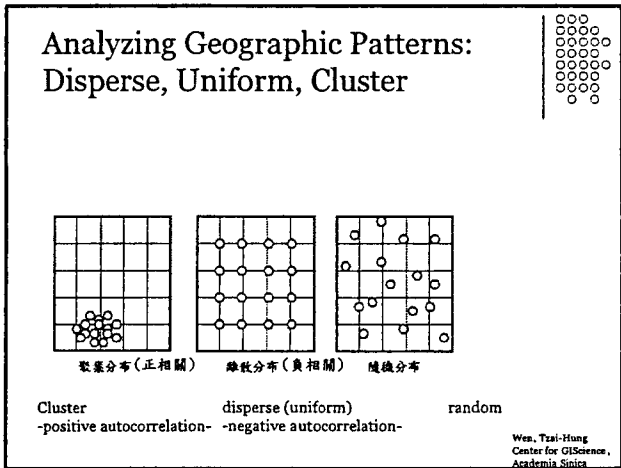 Analyzing Geographic Patterns:
Disperse, Uniform, Cluster
聚集分布(正相關) 離散分布(負相關) 隨機分布
Cluster disperse (uniform) random
-positive autocorrelation- -negative autocorrelation-
Wen, Tzai-Hung
Center for GIScience,
Academia Sinica